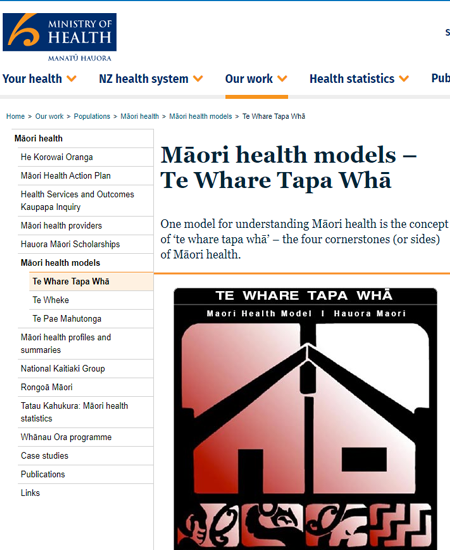 MINISTRY OF
HEALTH
MANATŪ HAUORA
S
Your health
NZ health system
Our work
Health statistics
Pub
Home > Our work > Populations > Māori health > Māori health models > Te Whare Tapa Whā
Māori health
He Korowai Oranga
Māori Health Action Plan
Health Services and Outcomes
Kaupapa Inquiry
Māori health providers
Hauora Māori Scholarships
Māori health models
Te Whare Tapa Whā
Te Wheke
Te Pae Mahutonga
Māori health profiles and
summaries
National Kaitiaki Group
Rongoā Māori
Tatau Kahukura: Māori health
statistics
Whānau Ora programme
Case studies
Publications
Links
Māori health models –
Te Whare Tapa Whā
One model for understanding Māori health is the concept
of ‘te whare tapa whā’ – the four cornerstones (or sides)
of Māori health.
TE WHARE TAPA WHĀ
Maori Health Model I Hauora Maori